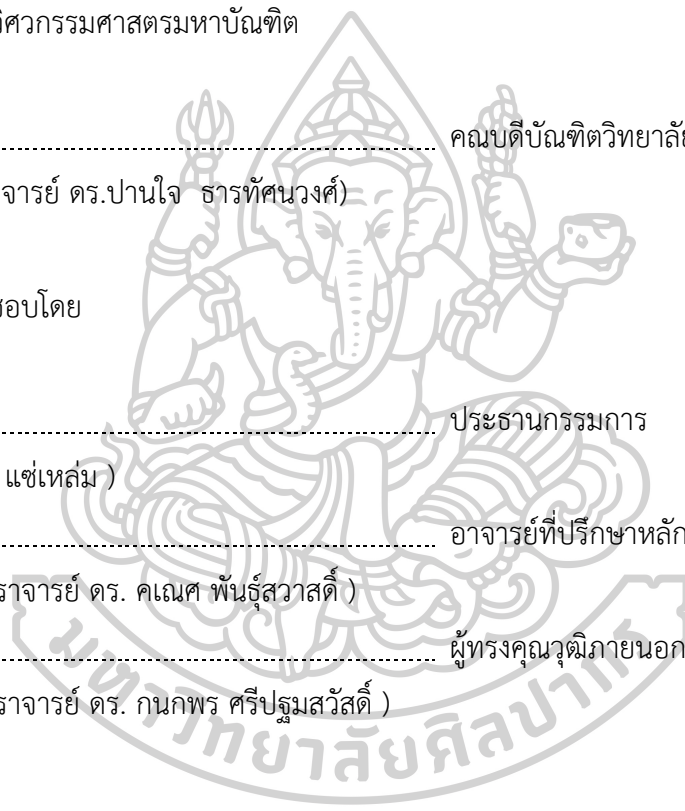 วิศวกรรมศาสตรมหาบัณฑิต
คณบดีบัณฑิตวิทยาลัย
จารย์ ดร.ปานใจ ธารทัศนวงศ์)
สอบโดย
ประธานกรรมการ
แซ่เหล่ม )
อาจารย์ที่ปรึกษาหลัก
ราจารย์ ดร. คเณศ พันธุ์สวาสดิ์ )
ผู้ทรงคุณวุฒิภายนอก
ราจารย์ ดร. กนกพร ศรีปฐมสวัสดิ์ )
มหาวิทยาลัยศิลปากร